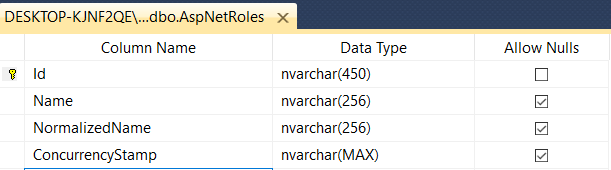 DESKTOP-KJNF2QE\...dbo.AspNetRoles
Column Name Data Type Allow Nulls
Id nvarchar(450)
Name nvarchar(256)
NormalizedName nvarchar(256)
ConcurrencyStamp nvarchar(MAX)